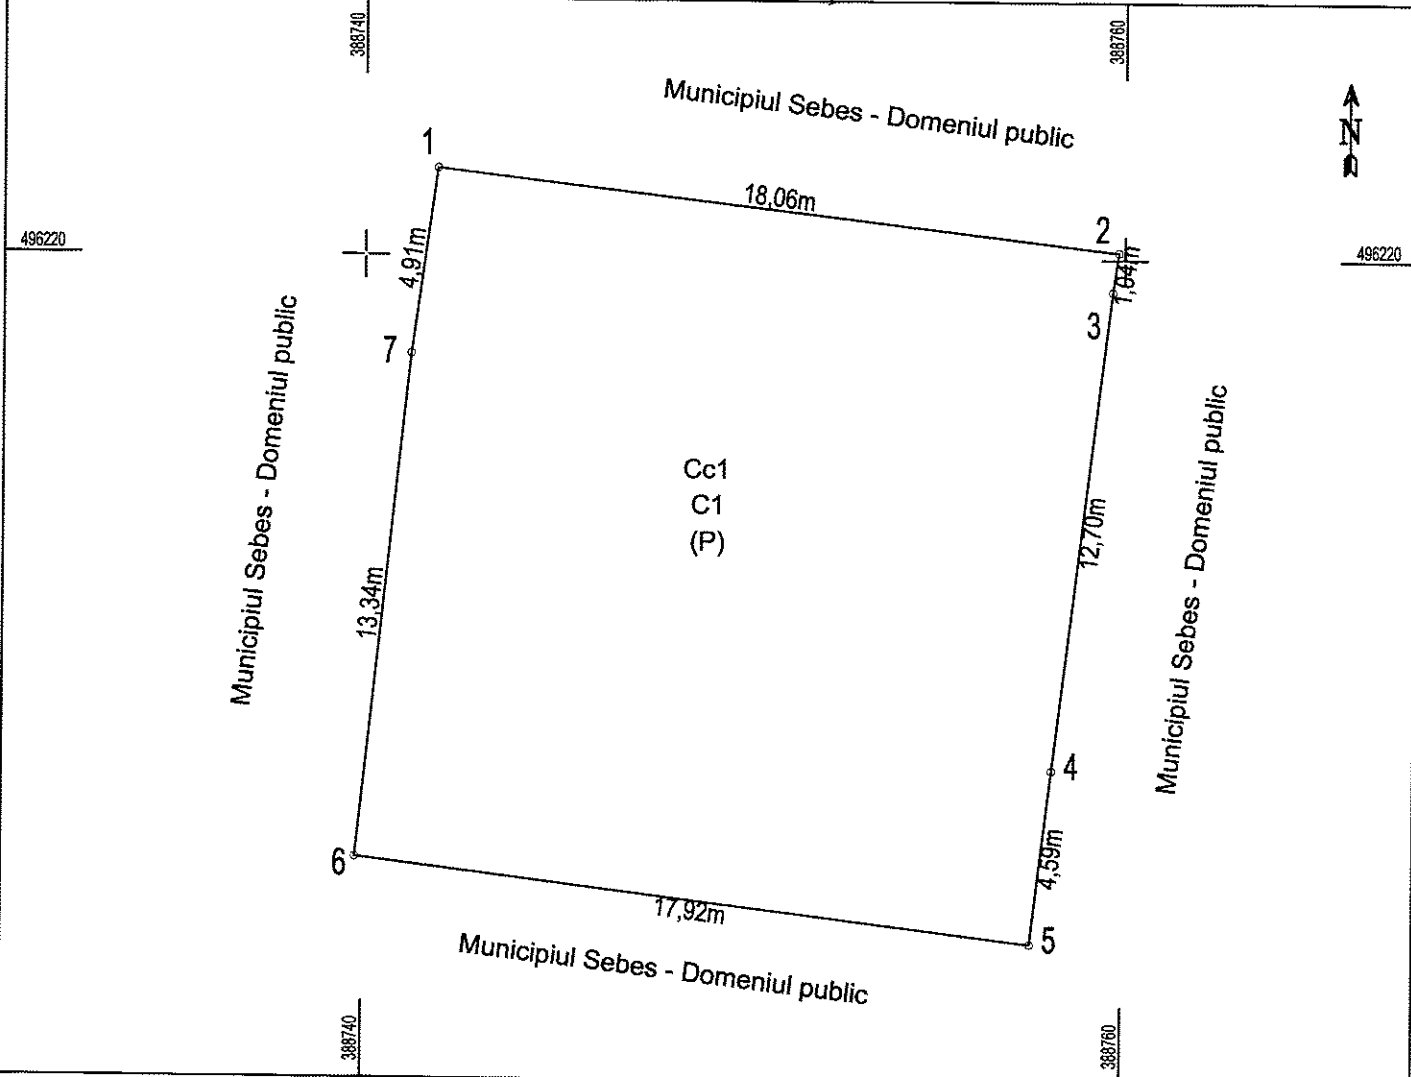 388740
388760
Municipiul Sebes - Domeniul public
N
1
18,06m
2
496220
4,91m
1,04m
496220
3
7
Municipiul Sebes - Domeniul public
Municipiul Sebes - Domeniul public
Cc1
C1
(P)
12,70m
13,34m
4
4,59m
6
17,92m
5
Municipiul Sebes - Domeniul public
388740
388760